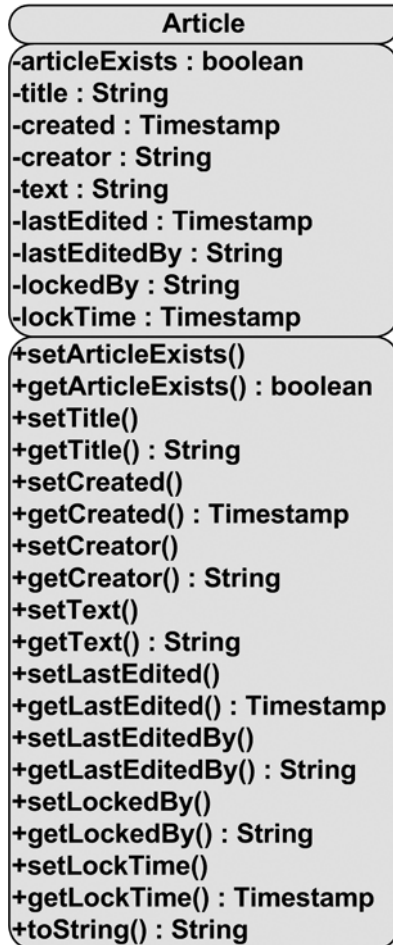 Article
-articleExists : boolean
-title : String
-created : Timestamp
-creator : String
-text : String
-lastEdited : Timestamp
-lastEditedBy : String
-lockedBy : String
-lockTime : Timestamp
+setArticleExists()
+getArticleExists() : boolean
+setTitle()
+getTitle() : String
+setCreated()
+getCreated() : Timestamp
+setCreator()
+getCreator() : String
+setText()
+getText() : String
+setLastEdited()
+getLastEdited() : Timestamp
+setLastEditedBy()
+getLastEditedBy() : String
+setLockedBy()
+getLockedBy() : String
+setLockTime()
+getLockTime() : Timestamp
+toString() : String